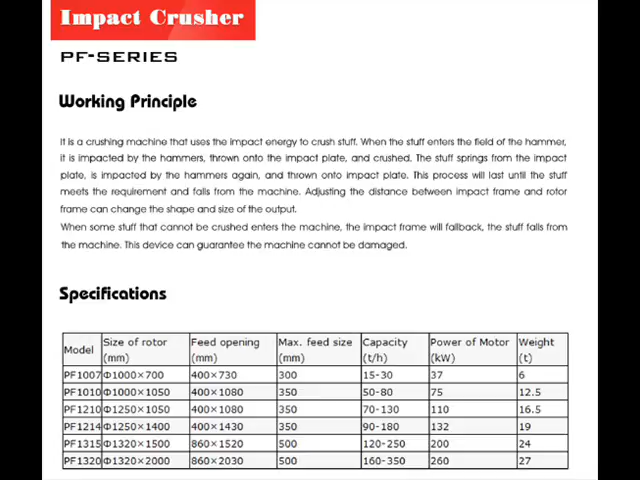 Impact Crusher
PF-SERIES
Working Principle
It is a crushing machine that uses the impact energy to crush stuff. When the stuff enters the field of the hammer,
it is impacted by the hammers, thrown onto the impact plate, and crushed. The stuff springs from the impact
plate, is impacted by the hammers again, and thrown onto impact plate. This process will last until the stuff
meets the requirement and falls from the machine. Adjusting the distance between impact frame and rotor
frame can change the shape and size of the output.
When some stuff that cannot be crushed enters the machine, the impact frame will fallback, the stuff falls from
the machine. This device can guarantee the machine cannot be damaged.
Specifications
Model Size of rotor (mm) Feed opening (mm) Max. feed size (mm) Capacity (t/h) Power of Motor (kW) Weight (t)
PF1007 Φ1000×700 400×730 300 15-30 37 6
PF1010 Φ1000×1050 400×1080 350 50-80 75 12.5
PF1210 Φ1250×1050 400×1080 350 70-130 110 16.5
PF1214 Φ1250×1400 400×1430 350 90-180 132 19
PF1315 Φ1320×1500 860×1520 500 120-250 200 24
PF1320 Φ1320×2000 860×2030 500 160-350 260 27